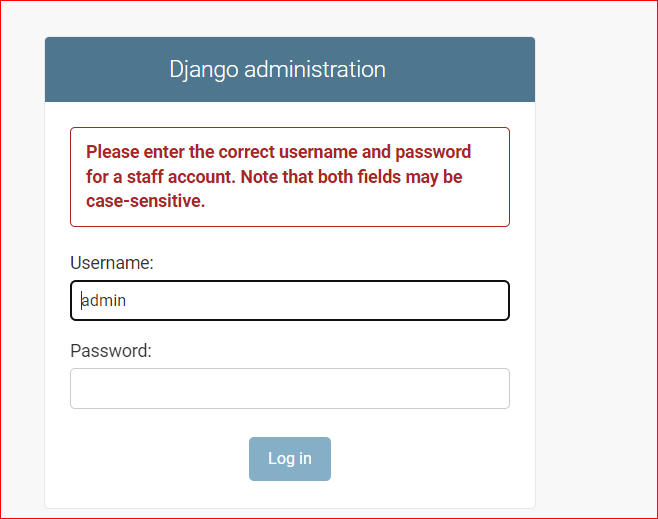 Django administration
Please enter the correct username and password
for a staff account. Note that both fields may be
case-sensitive.
Username:
admin
Password:
Log in